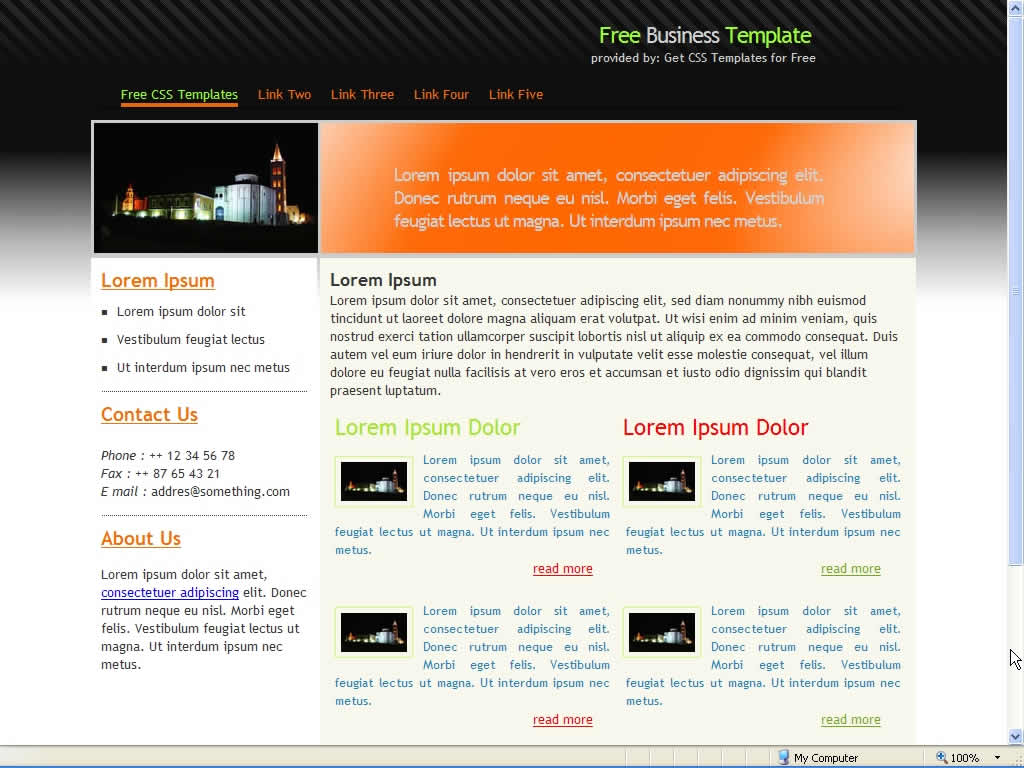 Free Business Template
provided by: Get CSS Templates for Free
Free CSS Templates Link Two Link Three Link Four Link Five
Lorem ipsum dolor sit amet, consectetuer adipiscing elit.
Donec rutrum neque eu nisl. Morbi eget felis. Vestibulum
feugiat lectus ut magna. Ut interdum ipsum nec metus.
Lorem Ipsum
Lorem ipsum dolor sit
Vestibulum feugiat lectus
Ut interdum ipsum nec metus
Contact Us
Phone : ++ 12 34 56 78
Fax : ++ 87 65 43 21
E mail : addres@something.com
About Us
Lorem ipsum dolor sit amet,
consectetuer adipiscing elit. Donec
rutrum neque eu nisl. Morbi eget
felis. Vestibulum feugiat lectus ut
magna. Ut interdum ipsum nec
metus.
Lorem Ipsum
Lorem ipsum dolor sit amet, consectetuer adipiscing elit, sed diam nonummy nibh euismod
tincidunt ut laoreet dolore magna aliquam erat volutpat. Ut wisi enim ad minim veniam, quis
nostrud exerci tation ullamcorper suscipit lobortis nisl ut aliquip ex ea commodo consequat. Duis
autem vel eum iriure dolor in hendrerit in vulputate velit esse molestie consequat, vel illum
dolore eu feugiat nulla facilisis at vero eros et accumsan et iusto odio dignissim qui blandit
praesent luptatum.
Lorem Ipsum Dolor
Lorem ipsum dolor sit amet,
consectetuer adipiscing elit.
Donec rutrum neque eu nisl.
Morbi eget felis. Vestibulum
feugiat lectus ut magna. Ut interdum ipsum nec
metus.
read more
Lorem ipsum dolor sit amet,
consectetuer adipiscing elit.
Donec rutrum neque eu nisl.
Morbi eget felis. Vestibulum
feugiat lectus ut magna. Ut interdum ipsum nec
metus.
read more
Lorem Ipsum Dolor
Lorem ipsum dolor sit amet,
consectetuer adipiscing elit.
Donec rutrum neque eu nisl.
Morbi eget felis. Vestibulum
feugiat lectus ut magna. Ut interdum ipsum nec
metus.
read more
Lorem ipsum dolor sit amet,
consectetuer adipiscing elit.
Donec rutrum neque eu nisl.
Morbi eget felis. Vestibulum
feugiat lectus ut magna. Ut interdum ipsum nec
metus.
read more
My Computer 100%